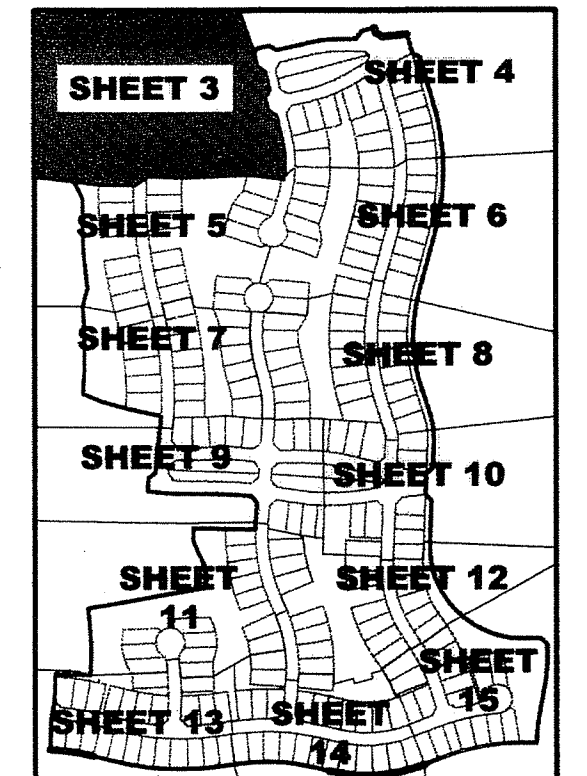 SHEET 3
SHEET 4
SHEET 5
SHEET 6
SHEET 7
SHEET 8
SHEET 9
SHEET 10
SHEET
11
SHEET 12
SHEET 13
SHEET
14
SHEET
15